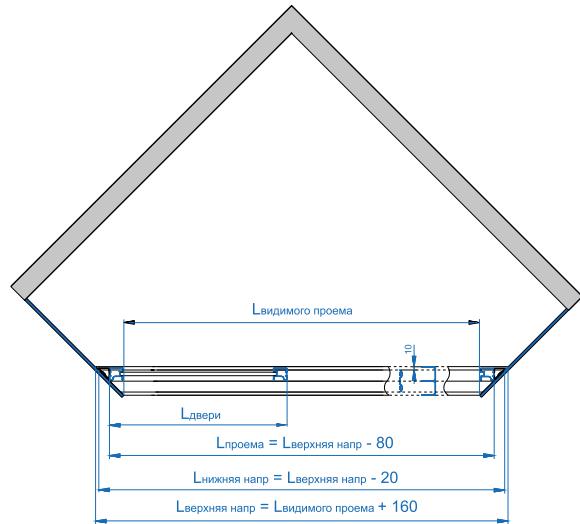 Lвидимого проема
10
Lдвери
Lпроема = Lверхняя напр - 80
Lнижняя напр = Lверхняя напр - 20
Lверхняя напр = Lвидимого проема + 160